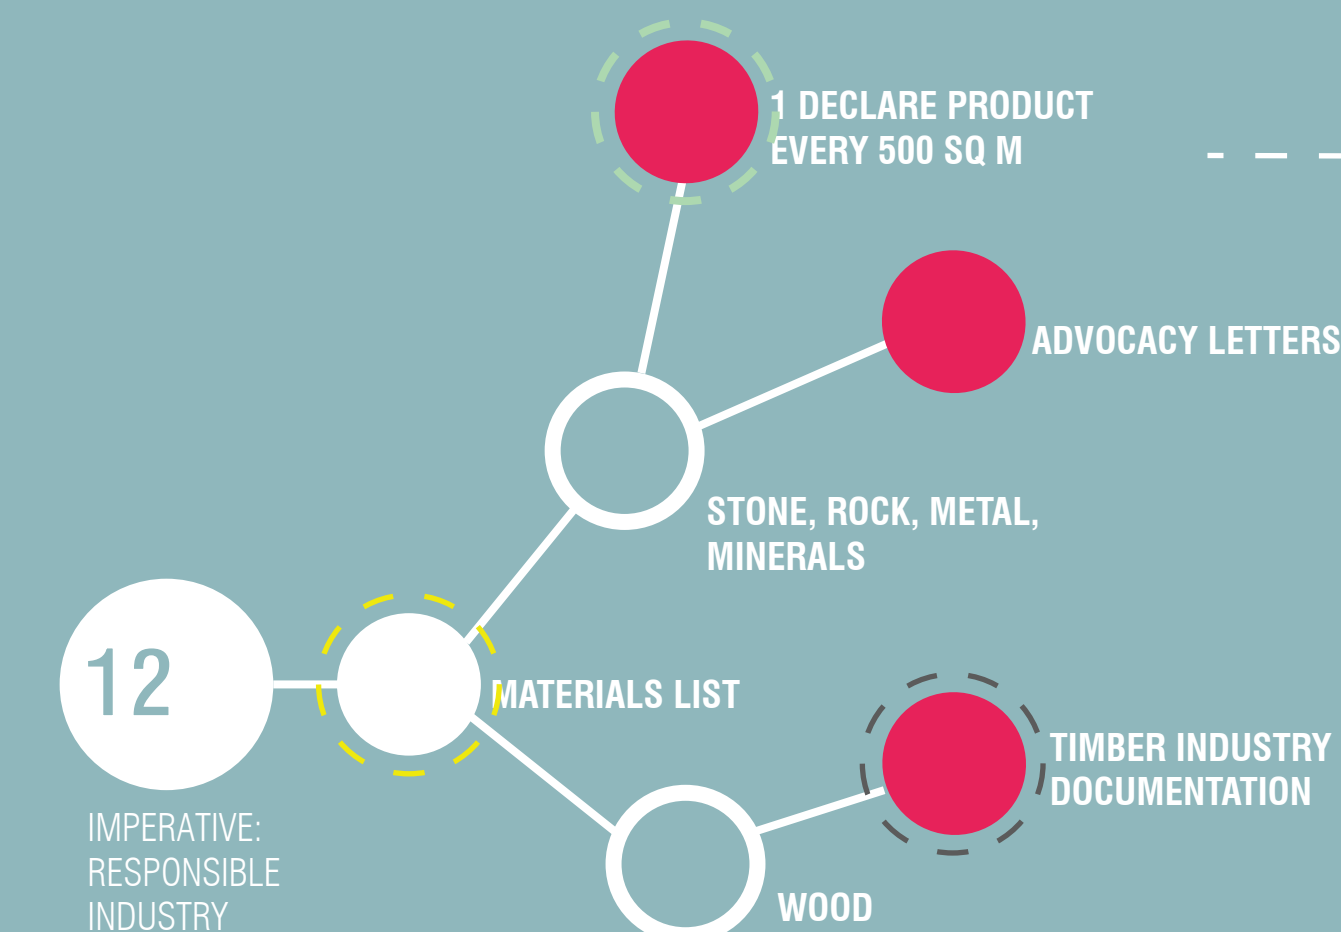 1 DECLARE PRODUCT
EVERY 500 SQ M
ADVOCACY LETTERS
STONE, ROCK, METAL,
MINERALS
12
MATERIALS LIST
TIMBER INDUSTRY
DOCUMENTATION
IMPERATIVE:
RESPONSIBLE
INDUSTRY
WOOD